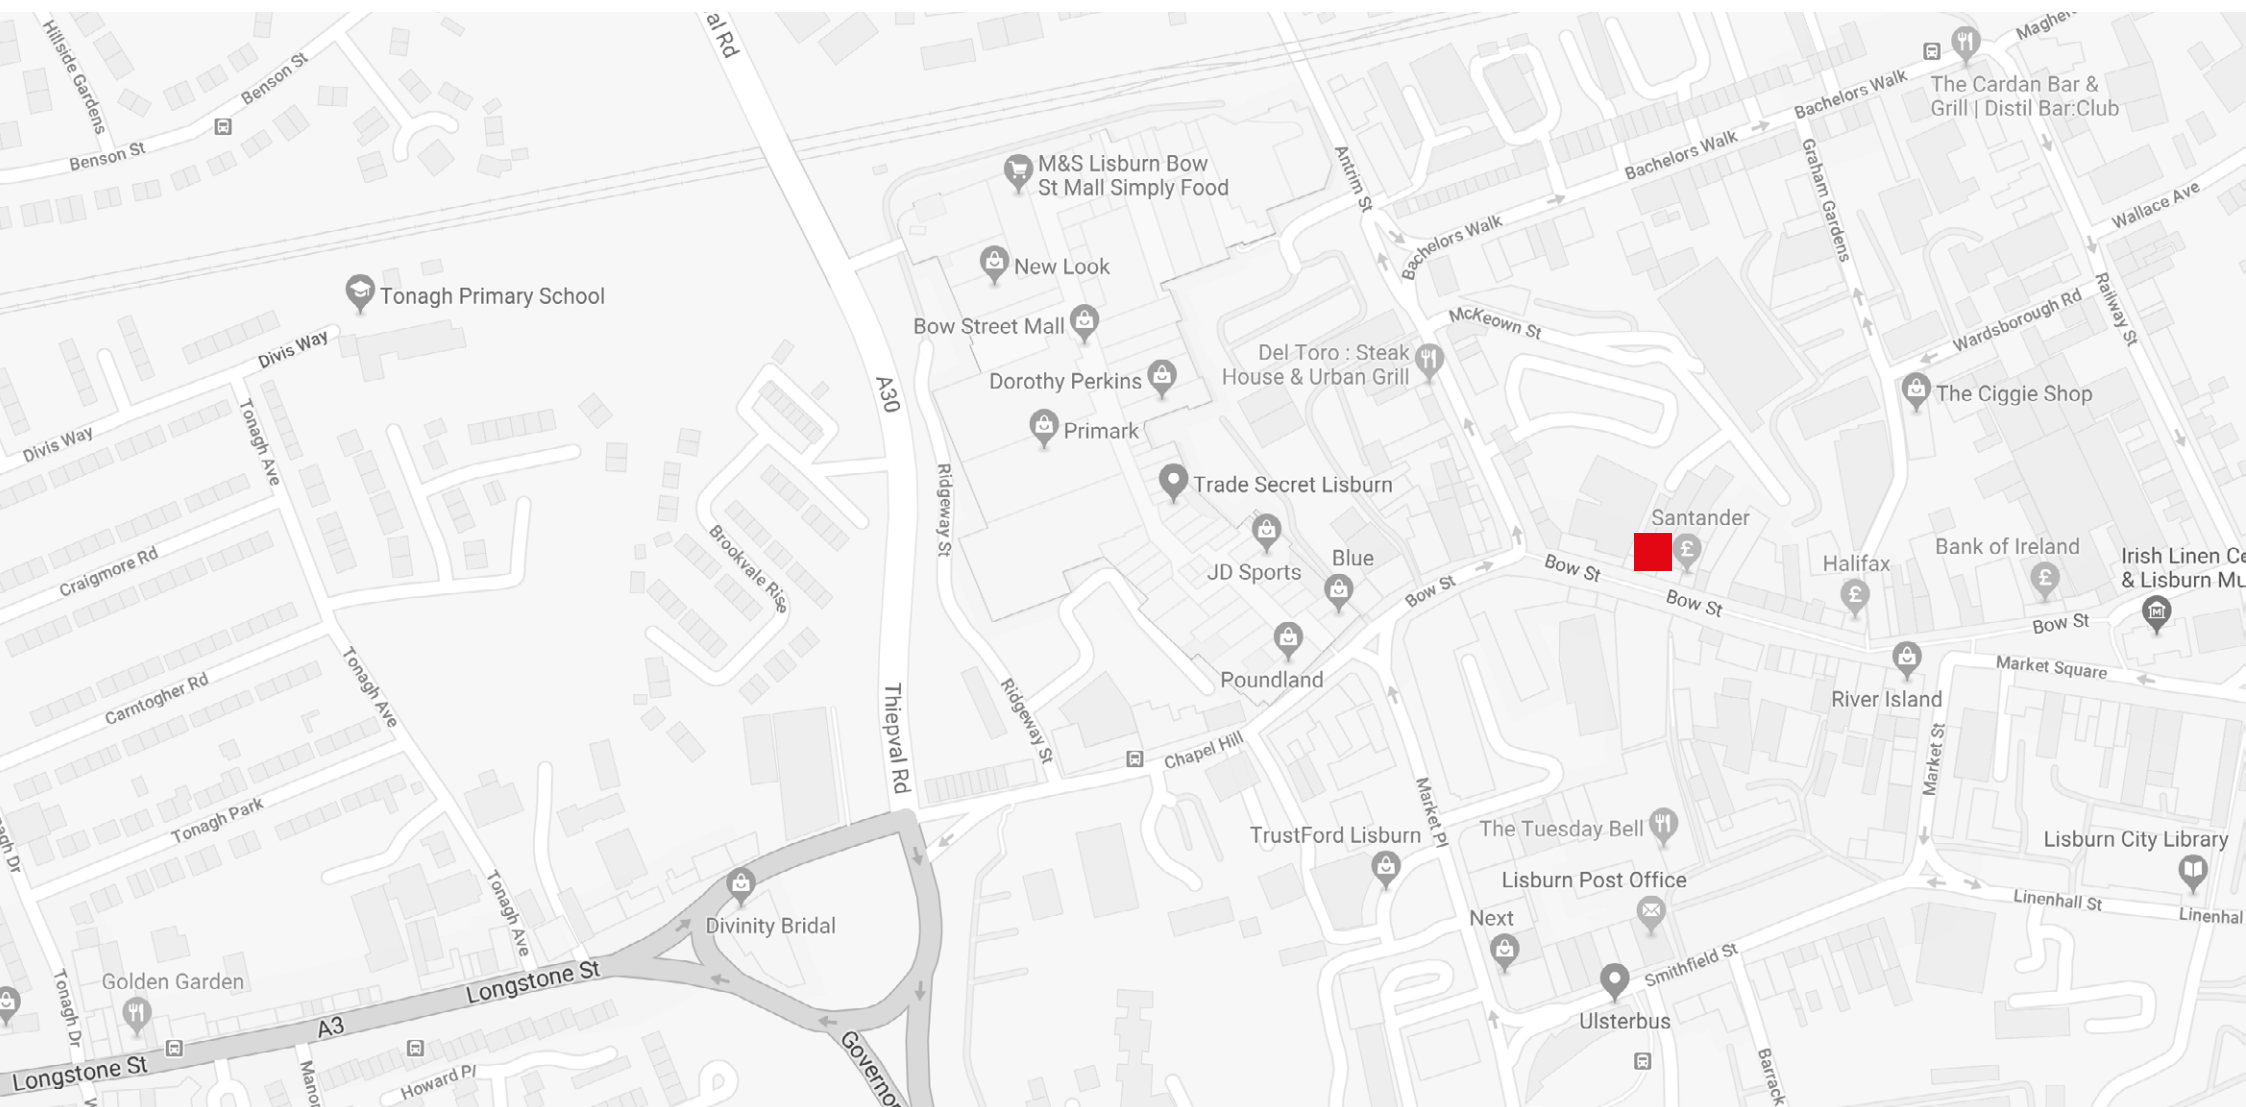 Hillside Gardens
Benson St
Benson St
al Rd
Maghe
The Cardan Bar &
Grill | Distil Bar:Club
Bachelors Walk
Bachelors Walk
Bachelors Walk
Antrim St
Graham Gardens
Wallace Ave
M&S Lisburn Bow
St Mall Simply Food
New Look
Bow Street Mall
Dorothy Perkins
Primark
Trade Secret Lisburn
JD Sports
Blue
Poundland
Tonagh Primary School
Divis Way
Divis Way
Tonagh Ave
A30
Ridgeway St
McKeown St
Del Toro : Steak
House & Urban Grill
Wardsborough Rd
Railway St
The Ciggie Shop
Craigmore Rd
Brookvale Rise
Santander
Halifax
Bank of Ireland
Irish Linen Ce
& Lisburn Mu
Bow St
Bow St
Bow St
Bow St
River Island
Market Square
Market St
Carntogher Rd
Tonagh Ave
Thiepval Rd
Ridgeway St
Chapel Hill
Market Pl
TrustFord Lisburn
The Tuesday Bell
Lisburn Post Office
Next
Ulsterbus
Smithfield St
Lisburn City Library
Linenhall St
Linenhal
Barrack
Tonagh Park
agh Dr
Tonagh Ave
Divinity Bridal
Golden Garden
Tonagh Dr
Longstone St
A3
Longstone St
Howard Pl
Manor
Governo